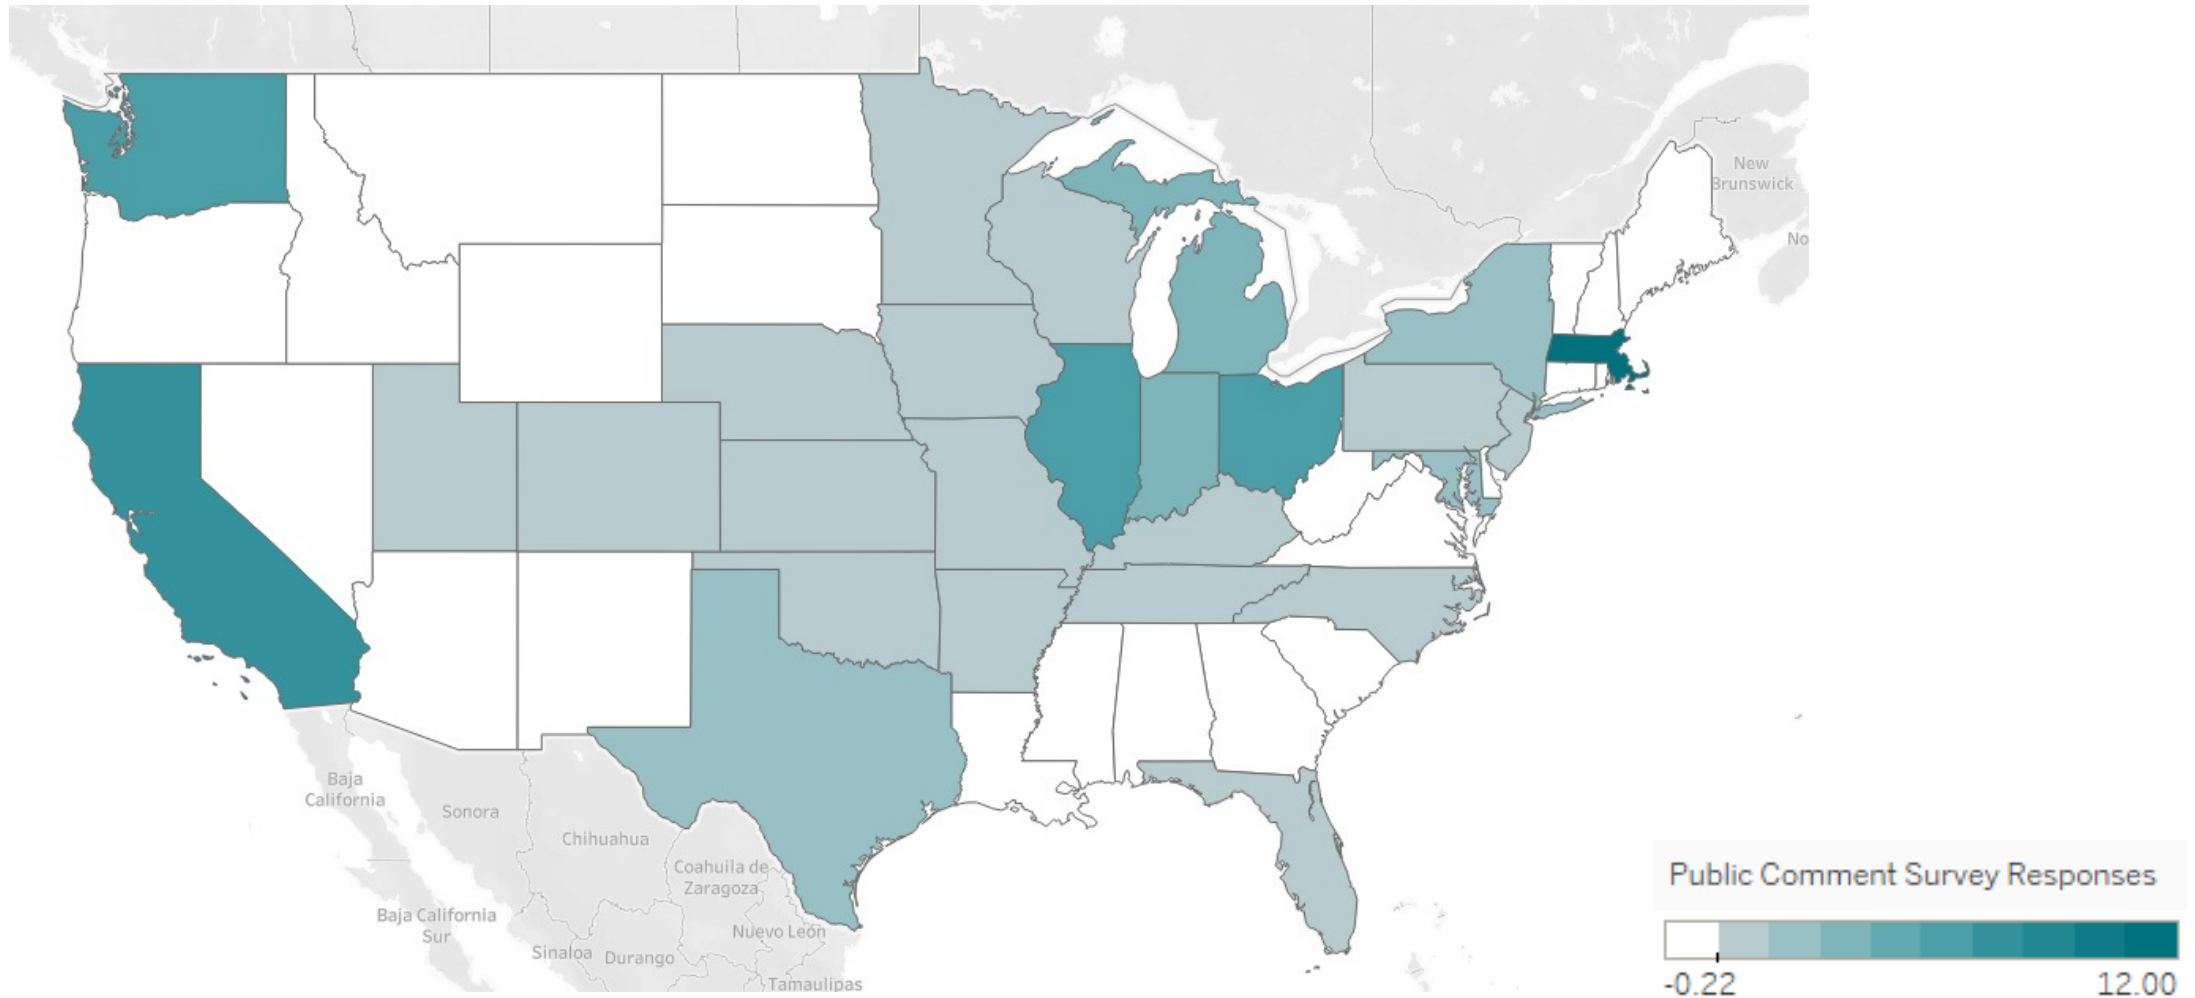 New
Brunswick
No
Baja
California
Sonora
Chihuahua
Coahuila de
Zaragoza
Baja California
Sur
Nuevo León
Sinaloa
Durango
Tamaulipas
Public Comment Survey Responses
-0.22
12.00